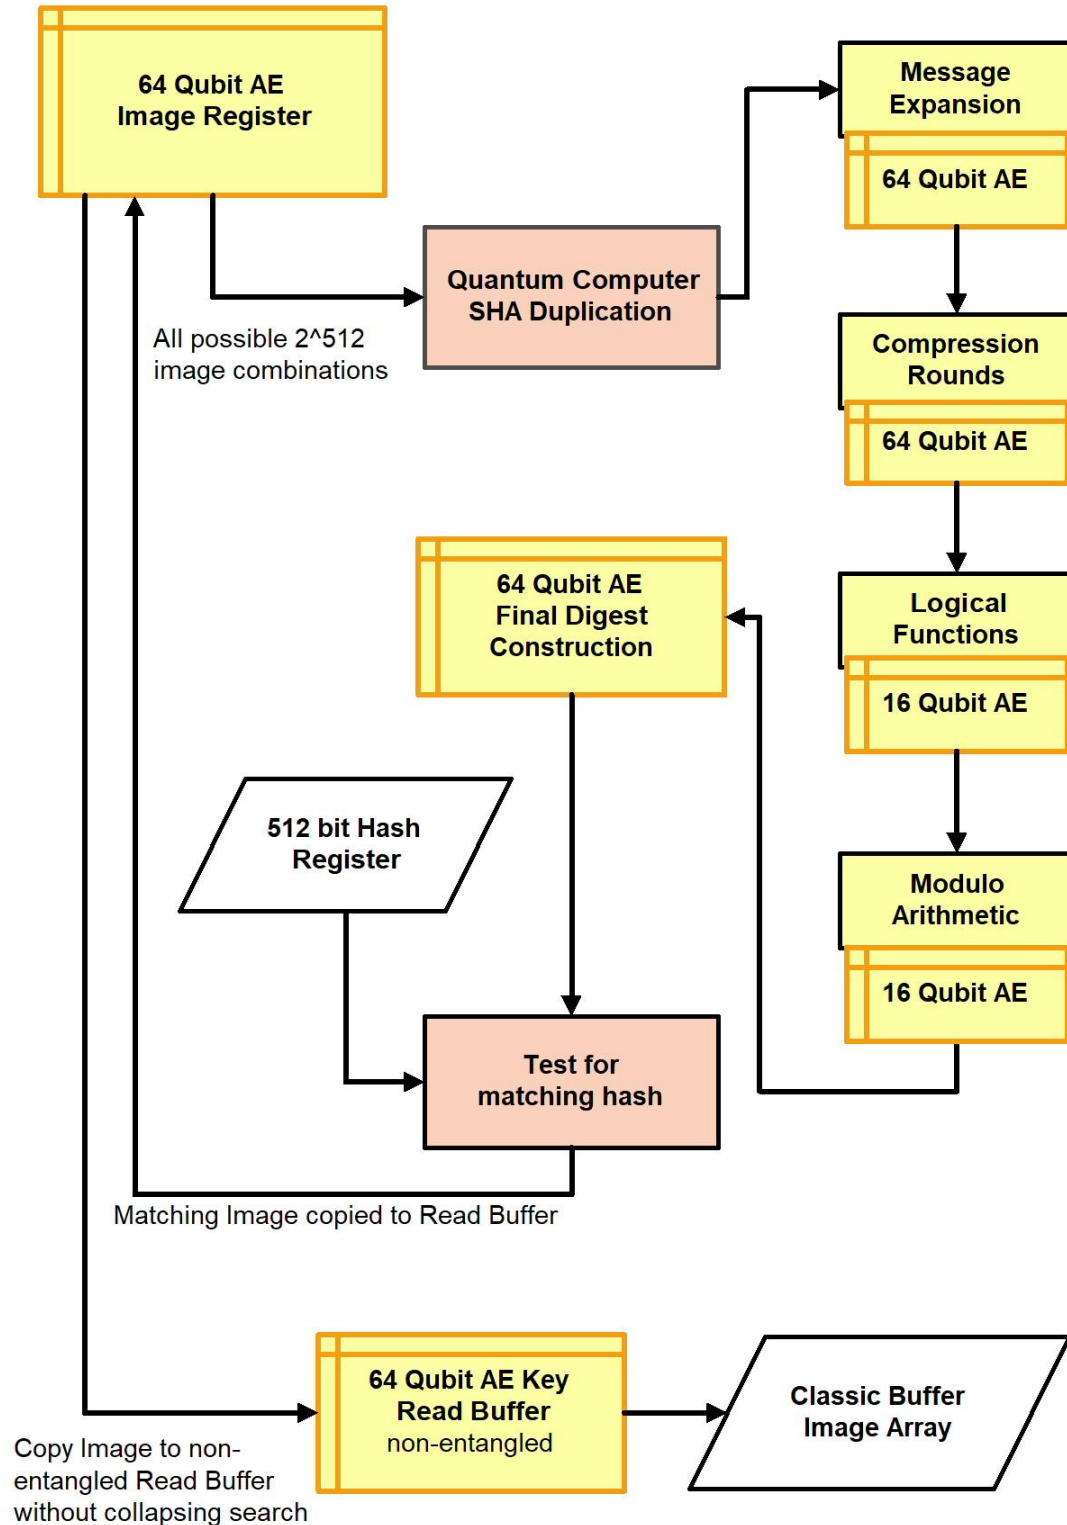 64 Qubit AE
Image Register
Message
Expansion
64 Qubit AE
Quantum Computer
SHA Duplication
All possible 2^512
image combinations
Compression
Rounds
64 Qubit AE
64 Qubit AE
Final Digest
Construction
Logical
Functions
16 Qubit AE
512 bit Hash
Register
Modulo
Arithmetic
16 Qubit AE
Test for
matching hash
Matching Image copied to Read Buffer
64 Qubit AE Key
Read Buffer
non-entangled
Classic Buffer
Image Array
Copy Image to non-
entangled Read Buffer
without collapsing search